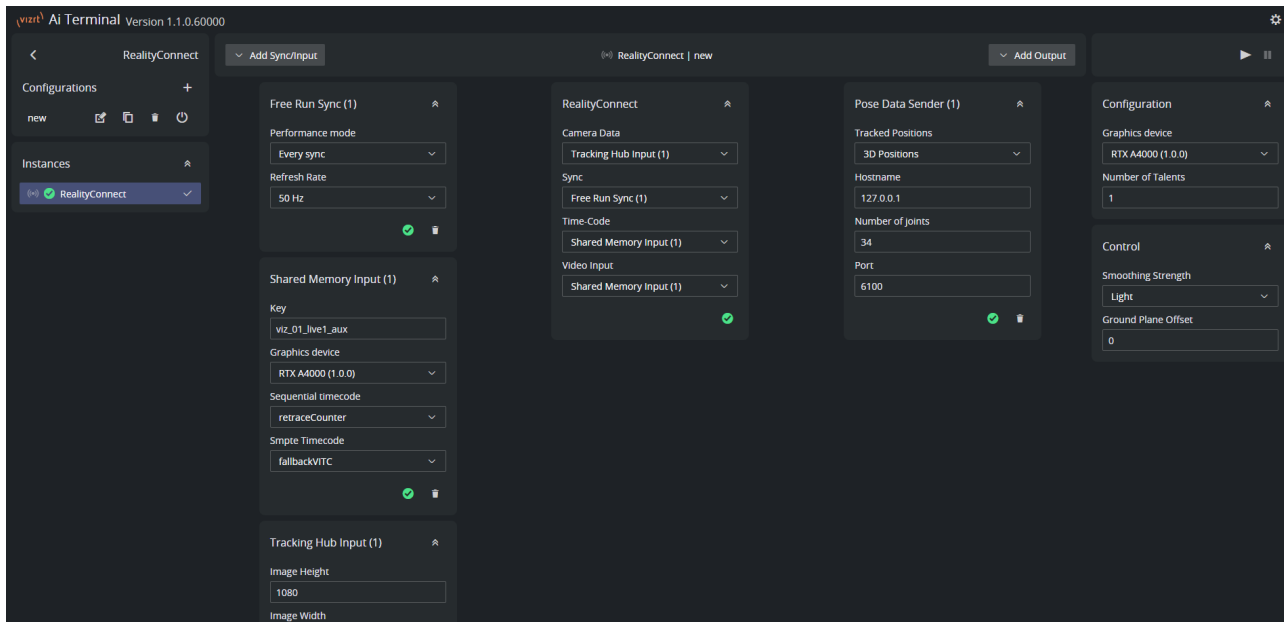 vizrt Ai Terminal Version 1.1.0.60000
RealityConnect
Add Sync/Input
RealityConnect | new
Add Output
Configurations
new
Instances
RealityConnect
Free Run Sync (1)
Performance mode
Every sync
Refresh Rate
50 Hz
Shared Memory Input (1)
Key
viz_01_live1_aux
Graphics device
RTX A4000 (1.0.0)
Sequential timecode
retraceCounter
Smpte Timecode
fallbackVITC
Tracking Hub Input (1)
Image Height
1080
Image Width
RealityConnect
Camera Data
Tracking Hub Input (1)
Sync
Free Run Sync (1)
Time-Code
Shared Memory Input (1)
Video Input
Shared Memory Input (1)
Pose Data Sender (1)
Tracked Positions
3D Positions
Hostname
127.0.0.1
Number of joints
34
Port
6100
Configuration
Graphics device
RTX A4000 (1.0.0)
Number of Talents
1
Control
Smoothing Strength
Light
Ground Plane Offset
0